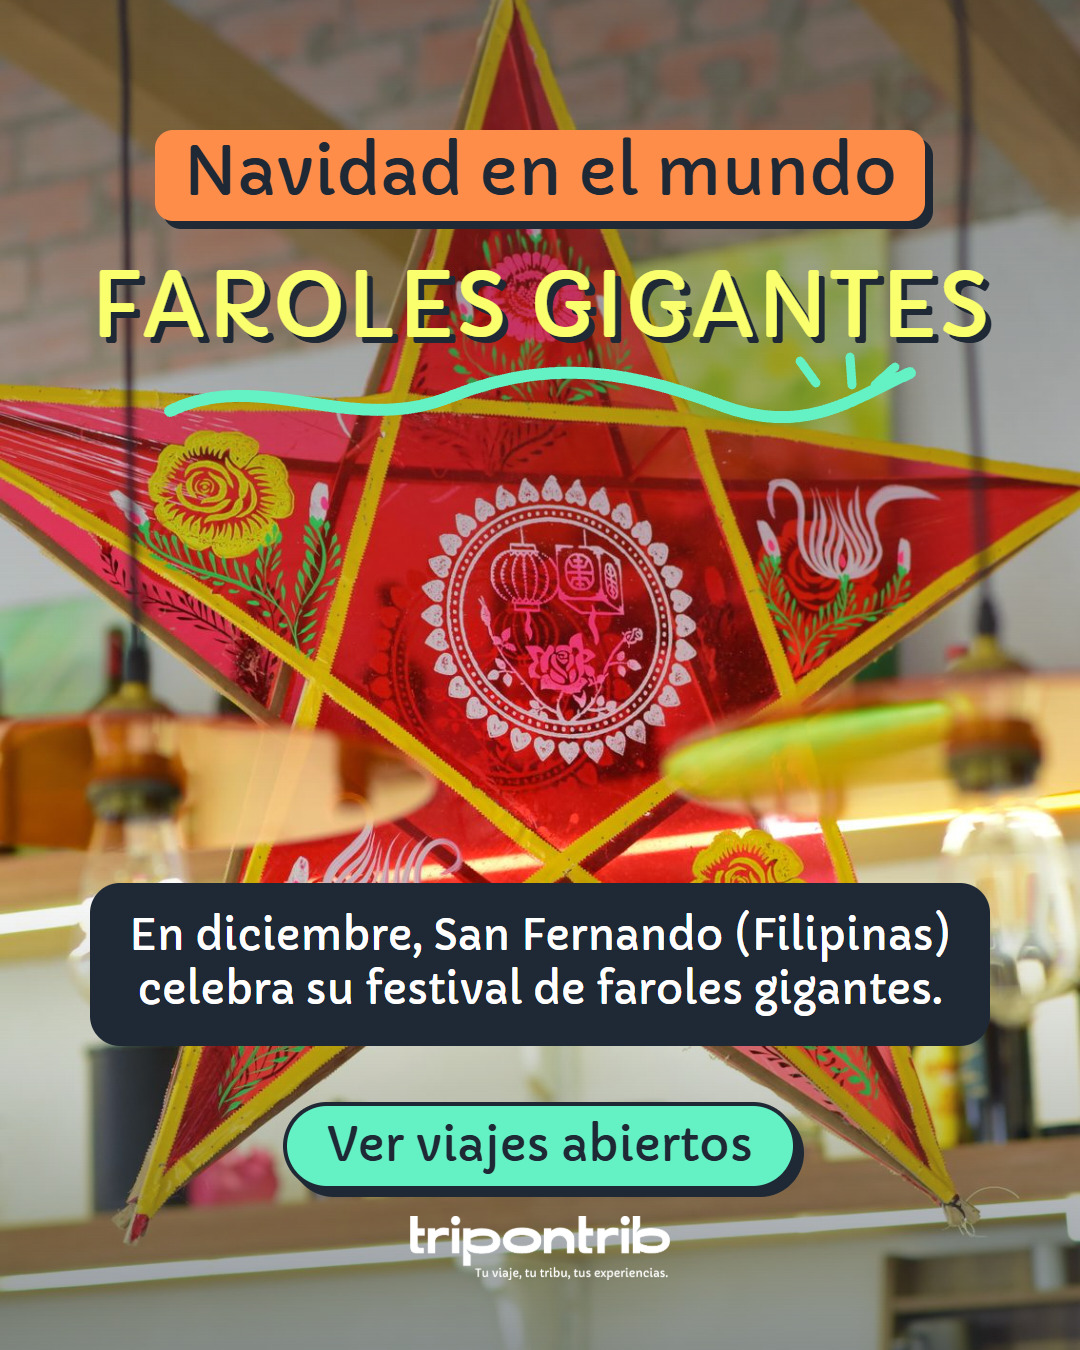 Navidad en el mundo
FAROLES GIGANTES
En diciembre, San Fernando (Filipinas)
celebra su festival de faroles gigantes.
Ver viajes abiertos
tripontrib
Tu viaje, tu tribu, tus experiencias.